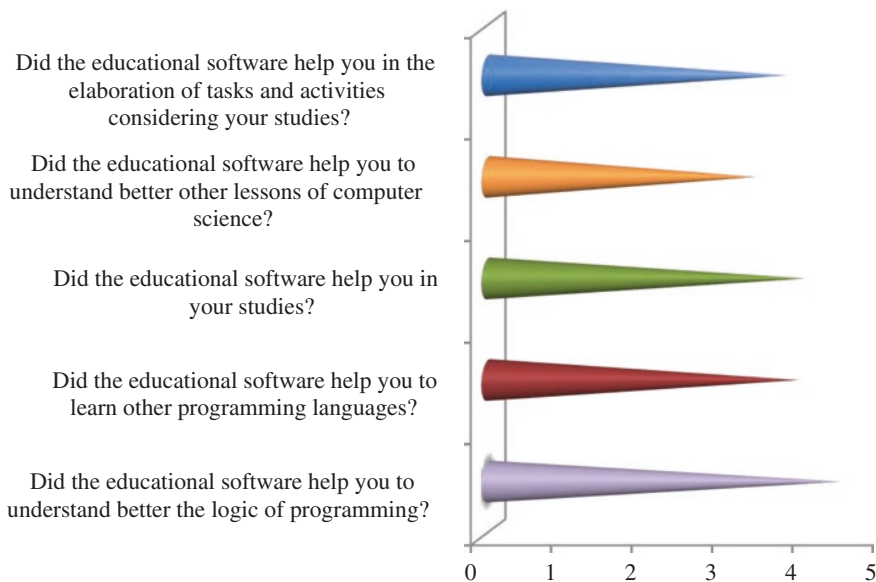 Did the educational software help you in the
elaboration of tasks and activities
considering your studies?
Did the educational software help you to
understand better other lessons of computer
science?
Did the educational software help you in
your studies?
Did the educational software help you to
learn other programming languages?
Did the educational software help you to
understand better the logic of programming?
0 1 2 3 4 5